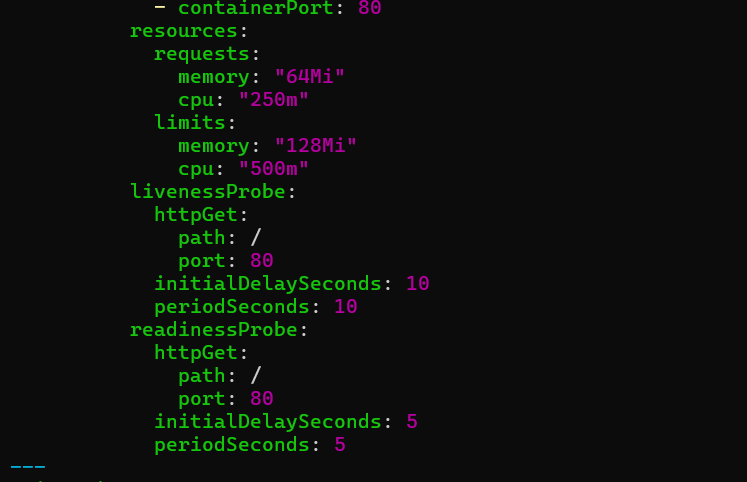 - containerPort: 80
resources:
requests:
memory: "64Mi"
cpu: "250m"
limits:
memory: "128Mi"
cpu: "500m"
livenessProbe:
httpGet:
path: /
port: 80
initialDelaySeconds: 10
periodSeconds: 10
readinessProbe:
httpGet:
path: /
port: 80
initialDelaySeconds: 5
periodSeconds: 5
---